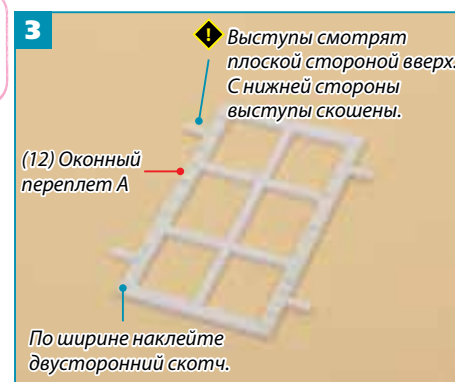 3
!
Выступы смотрят
плоской стороной вверх.
С нижней стороны
выступы скошены.
(12) Оконный
переплет А
По ширине наклейте
двусторонний скотч.